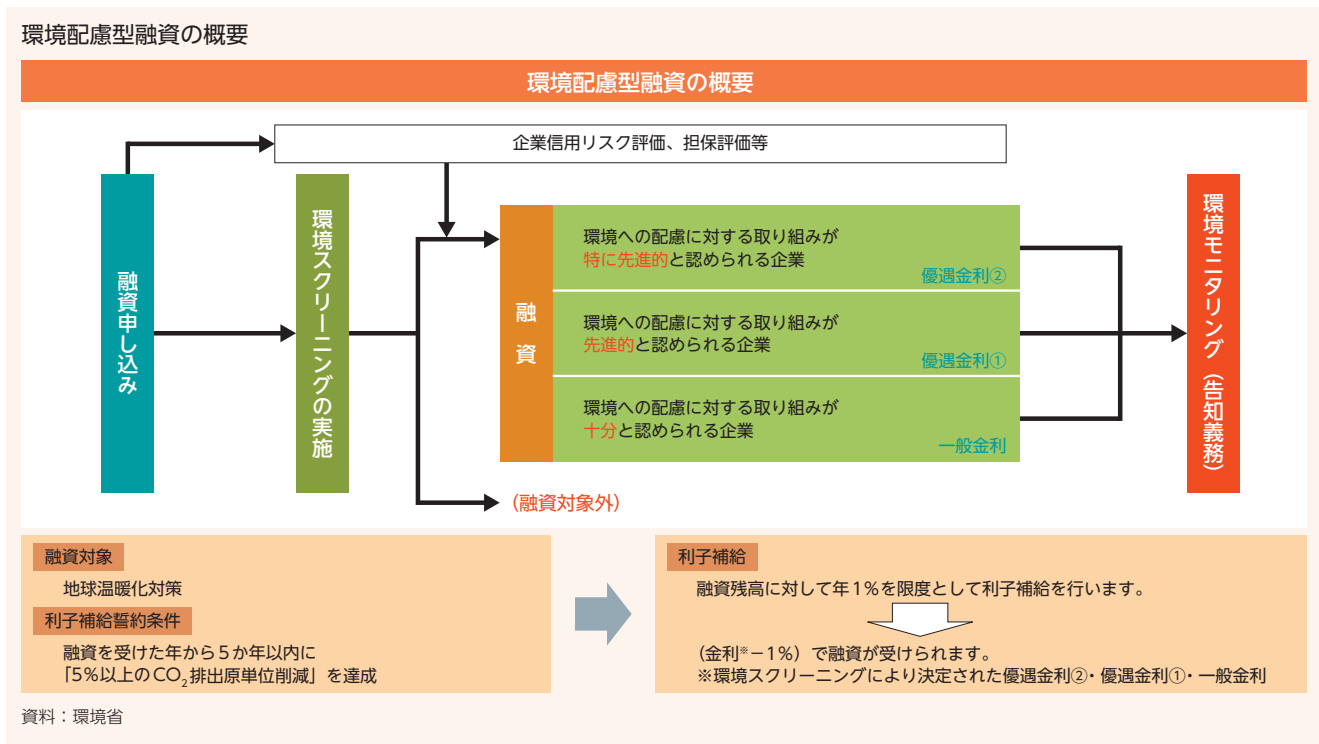 環境配慮型融資の概要
環境配慮型融資の概要
企業信用リスク評価、担保評価等
融資申し込み
環境スクリーニングの実施
融資
環境への配慮に対する取り組みが
特に先進的と認められる企業
優遇金利②
環境への配慮に対する取り組みが
先進的と認められる企業
優遇金利①
環境への配慮に対する取り組みが
十分と認められる企業
一般金利
(融資対象外)
環境モニタリング(告知義務)
融資対象
地球温暖化対策
利子補給誓約条件
融資を受けた年から5か年以内に
「5%以上のCO2排出原単位削減」を達成
利子補給
融資残高に対して年1%を限度として利子補給を行います。
(金利※-1%)で融資が受けられます。
※環境スクリーニングにより決定された優遇金利②・優遇金利①・一般金利
資料:環境省